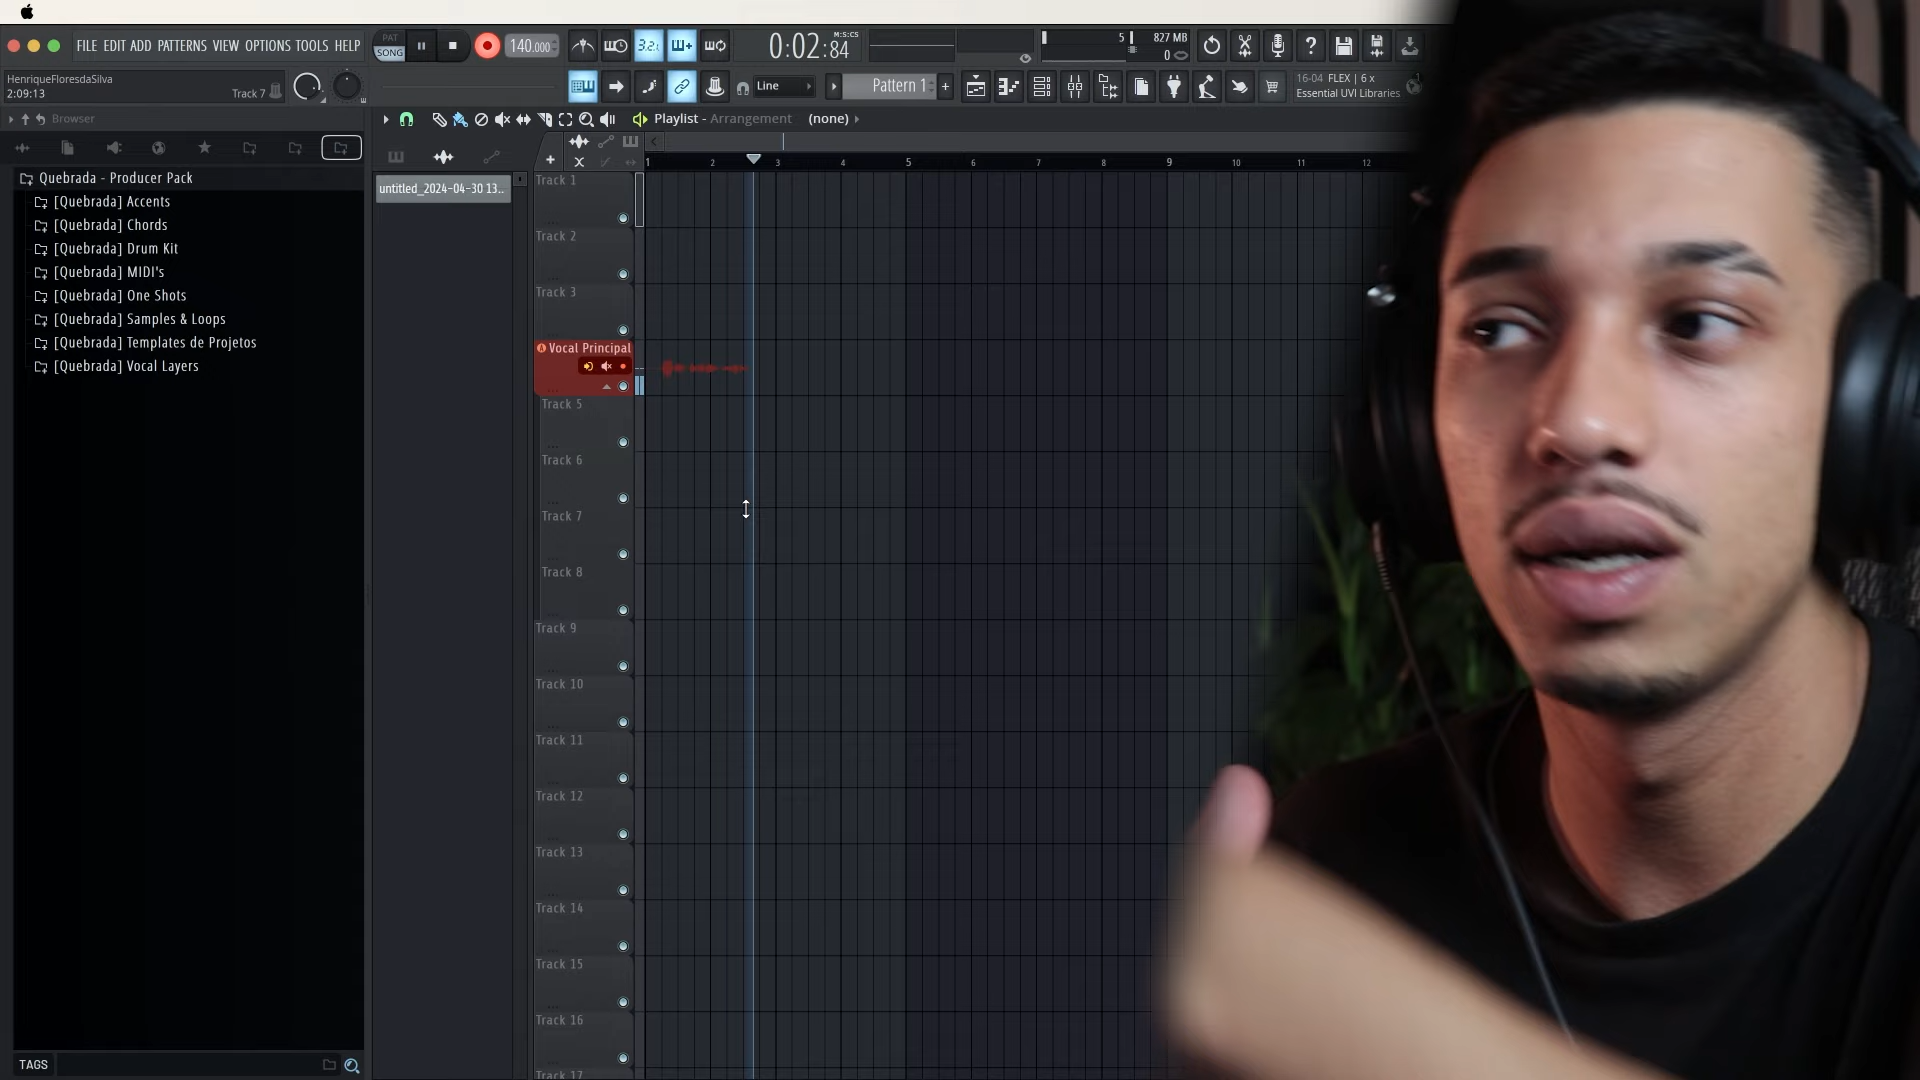 FILE EDIT ADD PATTERNS VIEW OPTIONS TOOLS HELP
PAT
SONG
140.000
3.2.
0:02:84
M:S:CS
5
827 MB
0
HenriqueFloresdaSilva
2:09:13
Track 7
Line
Pattern 1
16-04 FLEX | 6 x
Essential UVI Libraries
Browser
Playlist - Arrangement (none)
1 2 3 4 5 6 7 8 9 10 11 12
Quebrada - Producer Pack
[Quebrada] Accents
[Quebrada] Chords
[Quebrada] Drum Kit
[Quebrada] MIDI's
[Quebrada] One Shots
[Quebrada] Samples & Loops
[Quebrada] Templates de Projetos
[Quebrada] Vocal Layers
untitled_2024-04-30 13..
Track 1
Track 2
Track 3
Vocal Principal
Track 5
Track 6
Track 7
Track 8
Track 9
Track 10
Track 11
Track 12
Track 13
Track 14
Track 15
Track 16
Track 17
TAGS